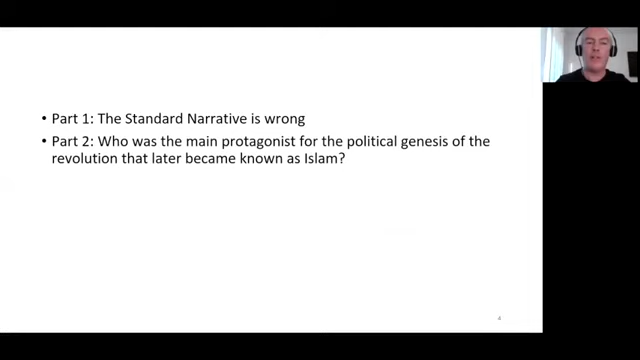 • Part 1: The Standard Narrative is wrong
• Part 2: Who was the main protagonist for the political genesis of the
revolution that later became known as Islam?
4